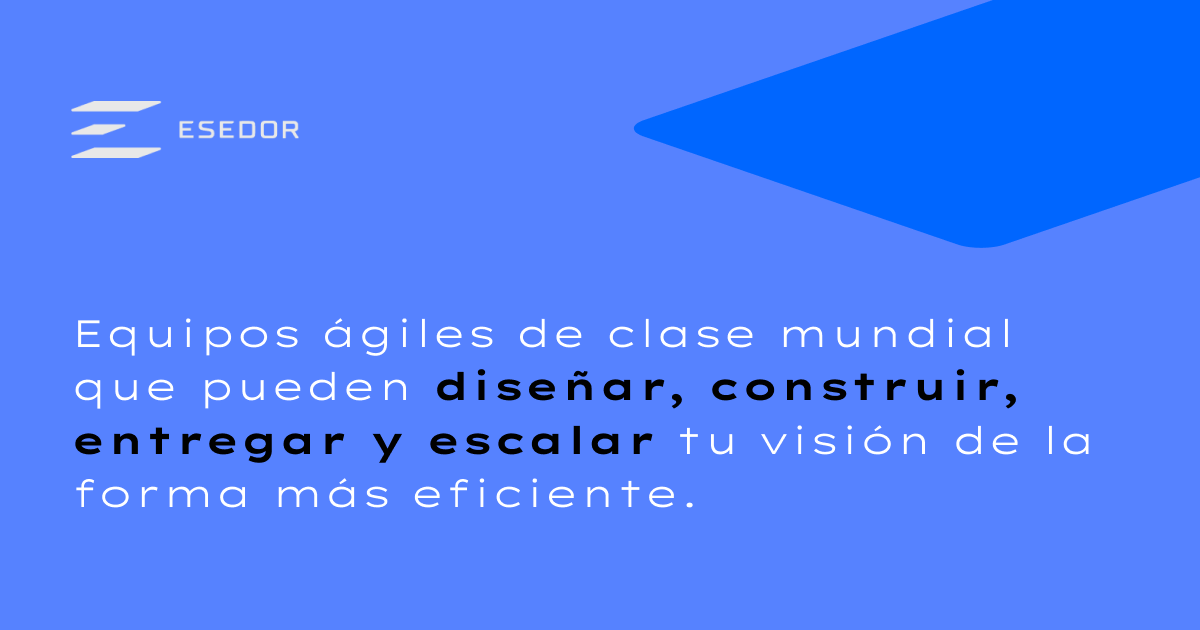 ESEDOR
Equipos ágiles de clase mundial
que pueden diseñar, construir,
entregar y escalar tu visión de la
forma más eficiente.